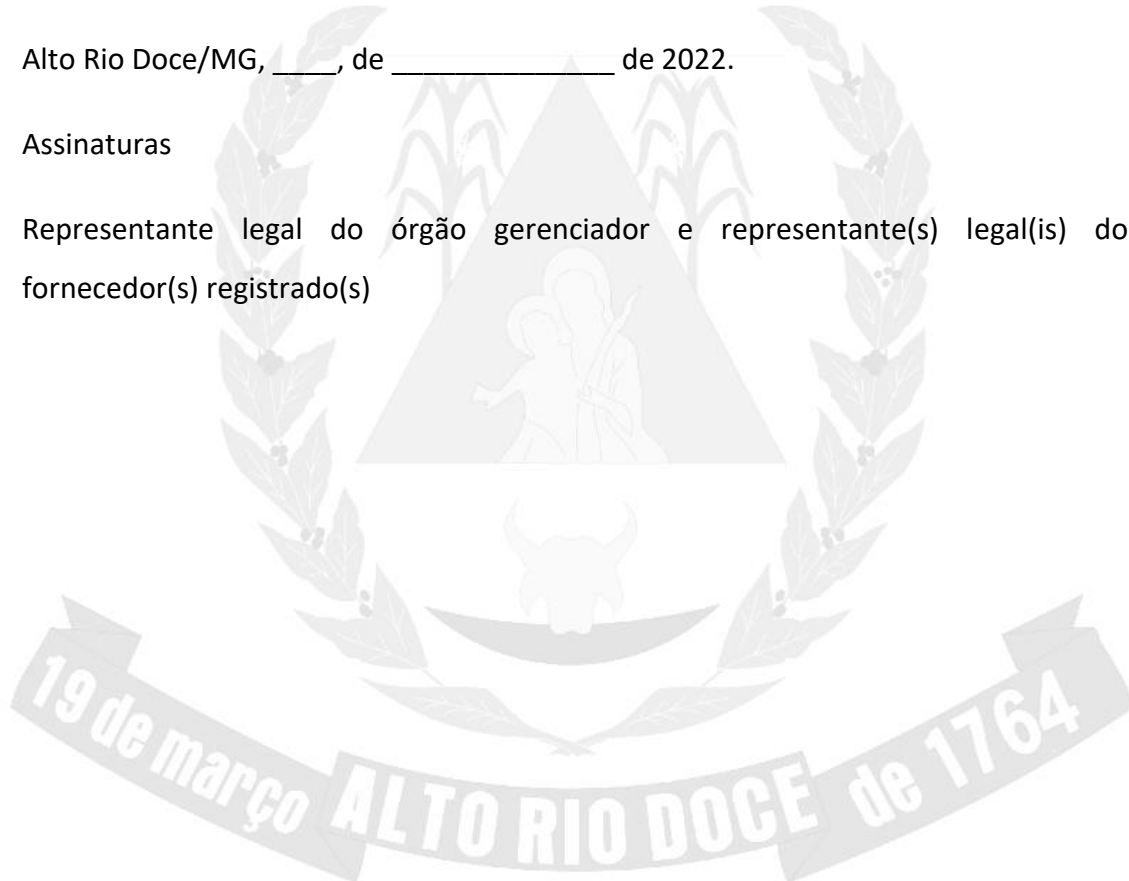 Alto Rio Doce/MG, ____, de ______________ de 2022.
Assinaturas
Representante legal do órgão gerenciador e representante(s) legal(is) do
fornecedor(s) registrado(s)
19 de março ALTO RIO DOCE de 1764